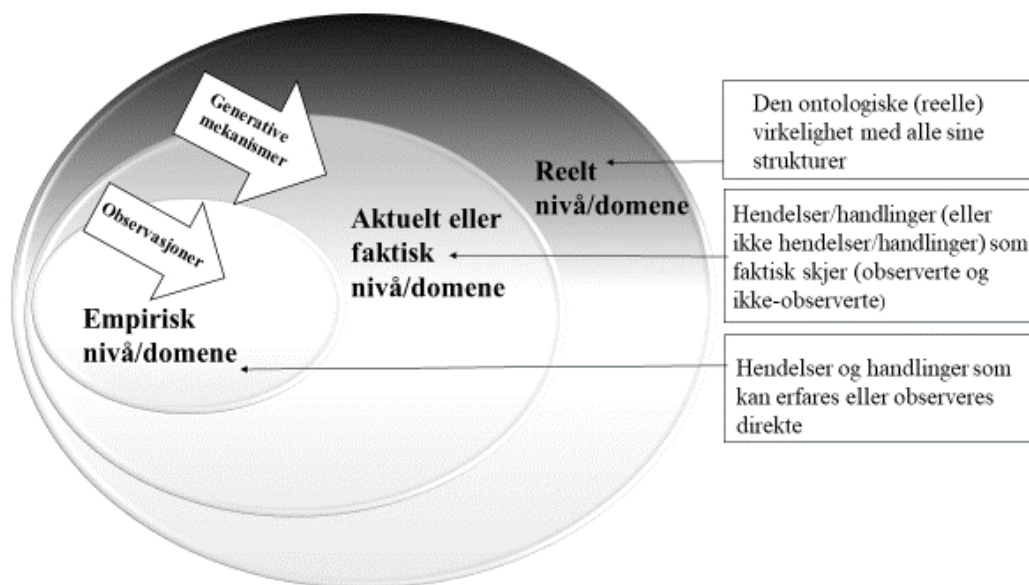 Generative
mekanismer
Observasjoner
Empirisk
nivå/domene
Aktuelt eller
faktisk
nivå/domene
Reelt
nivå/domene
Den ontologiske (reelle)
virkelighet med alle sine
strukturer
Hendelser/handlinger (eller
ikke hendelser/handlinger) som
faktisk skjer (observerte og
ikke-observerte)
Hendelser og handlinger som
kan erfares eller observeres
direkte